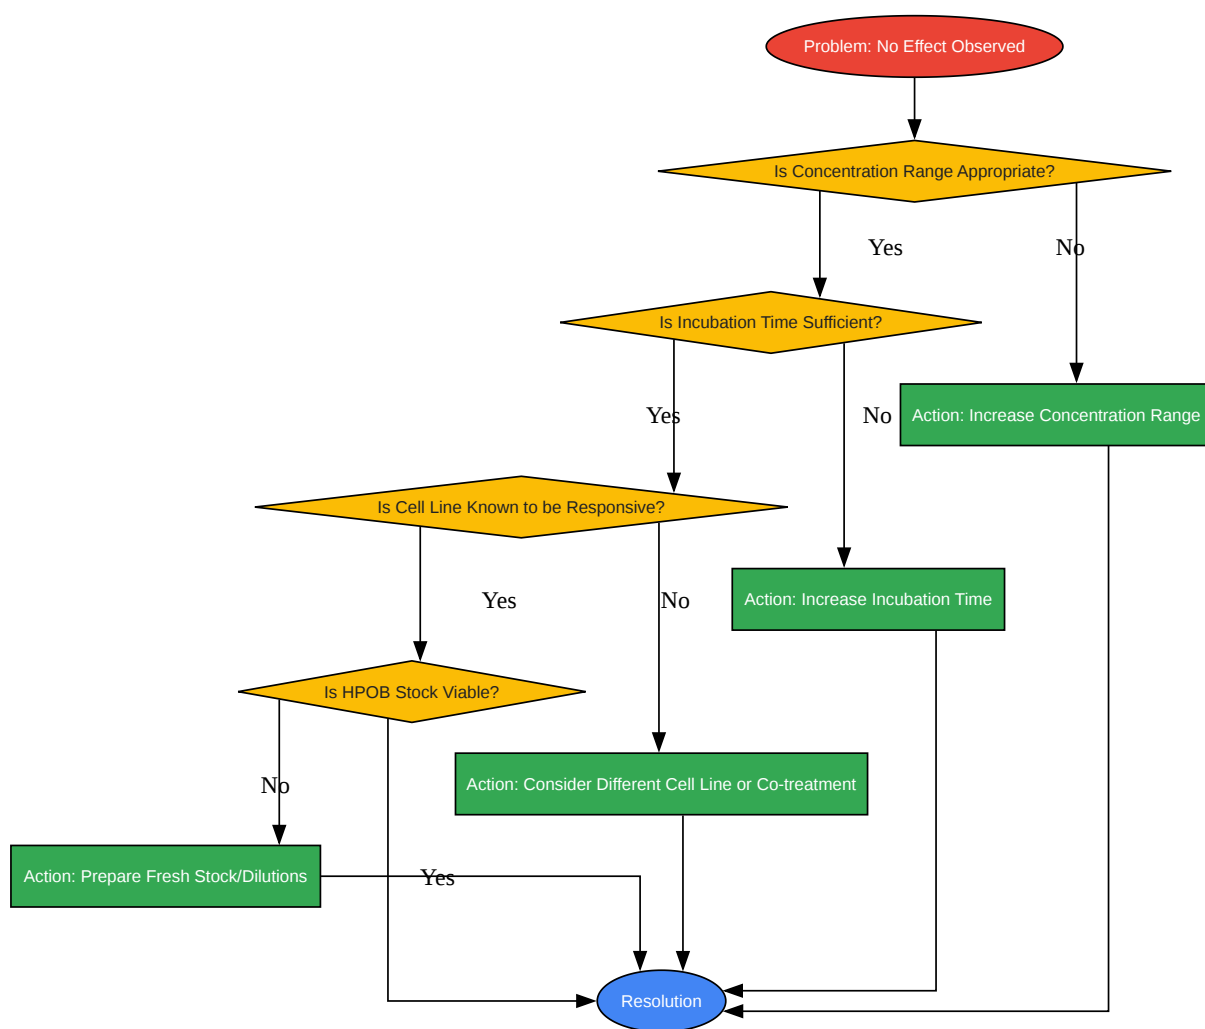 Problem: No Effect Observed
Is Concentration Range Appropriate?
Yes
No
Is Incubation Time Sufficient?
Yes
No
Action: Increase Concentration Range
Is Cell Line Known to be Responsive?
Yes
No
Action: Increase Incubation Time
Is HPOB Stock Viable?
No
Action: Consider Different Cell Line or Co-treatment
Action: Prepare Fresh Stock/Dilutions
Yes
Resolution